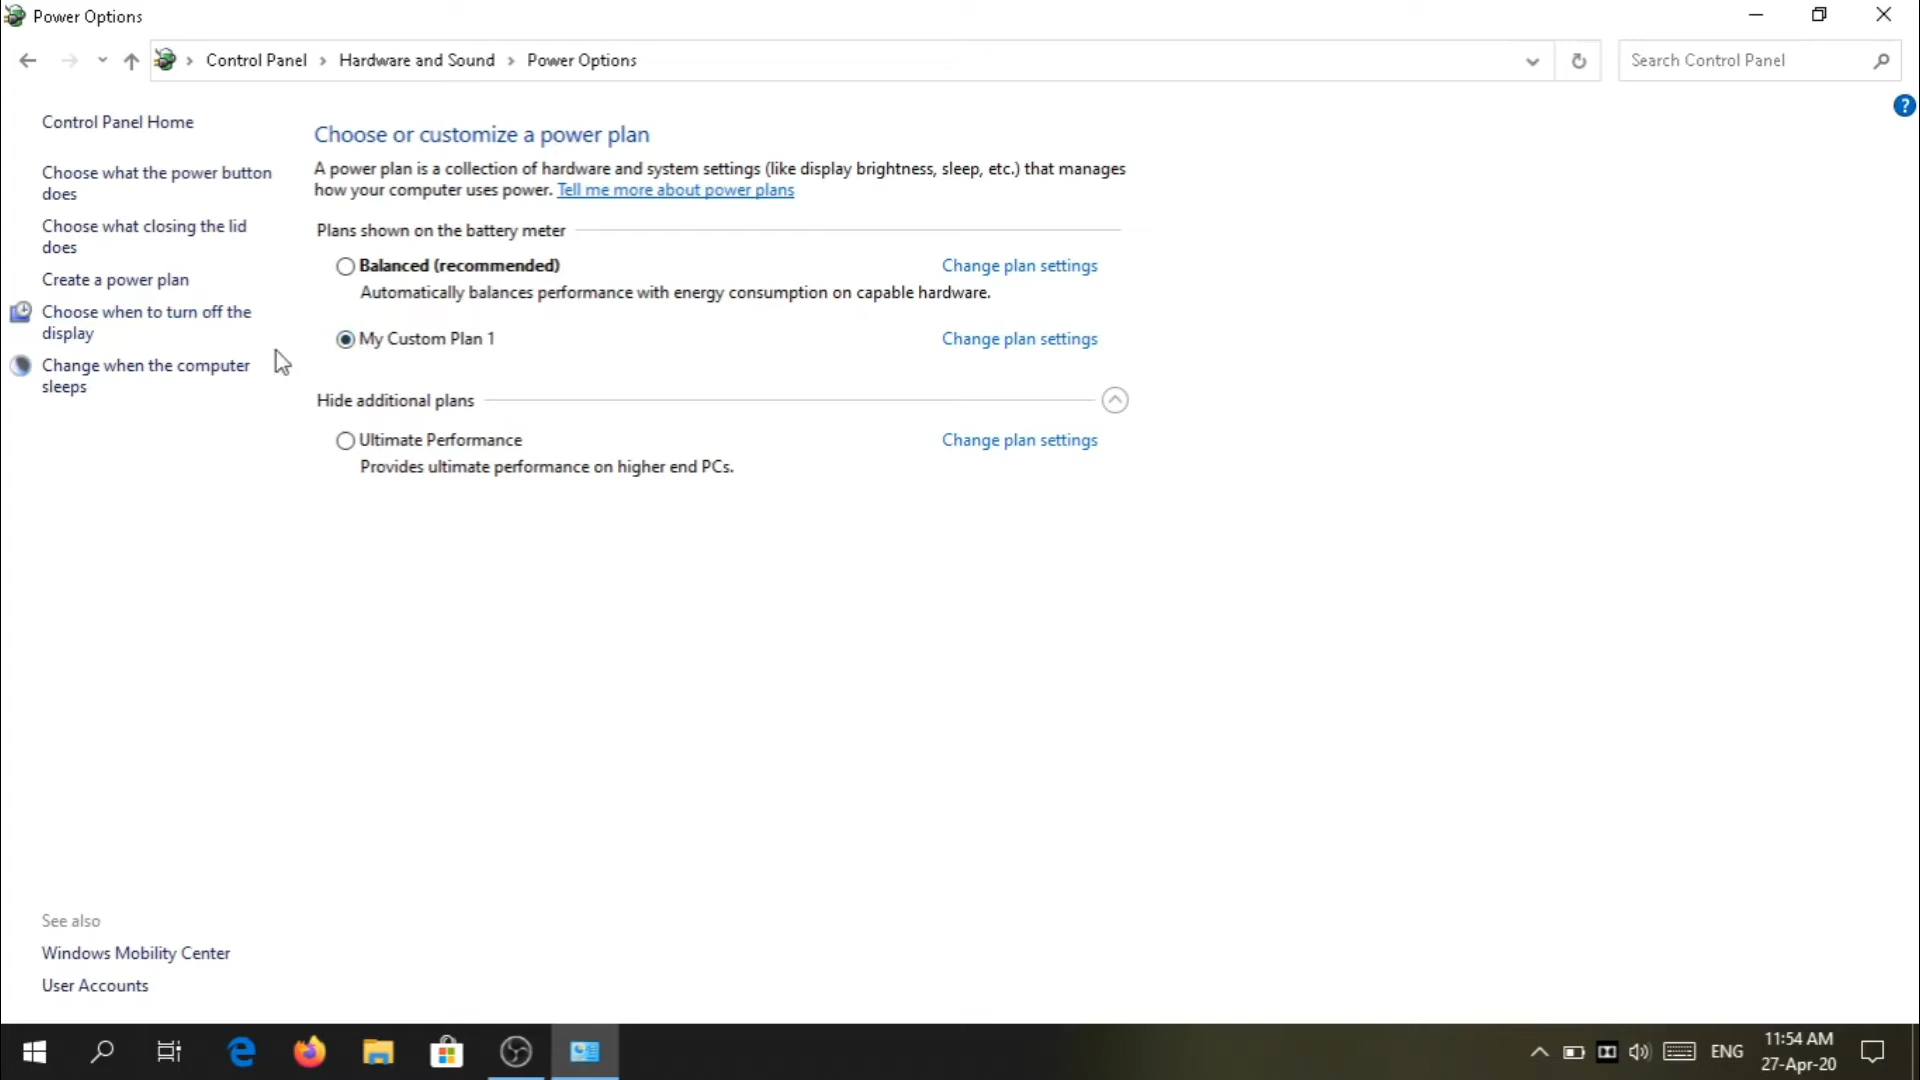 Power Options
Control Panel > Hardware and Sound > Power Options
Search Control Panel
?
Control Panel Home
Choose what the power button
does
Choose what closing the lid
does
Create a power plan
Choose when to turn off the
display
Change when the computer
sleeps
Choose or customize a power plan
A power plan is a collection of hardware and system settings (like display brightness, sleep, etc.) that manages
how your computer uses power. Tell me more about power plans
Plans shown on the battery meter
Balanced (recommended) Change plan settings
Automatically balances performance with energy consumption on capable hardware.
My Custom Plan 1 Change plan settings
Hide additional plans
Ultimate Performance Change plan settings
Provides ultimate performance on higher end PCs.
See also
Windows Mobility Center
User Accounts
ENG
11:54 AM
27-Apr-20